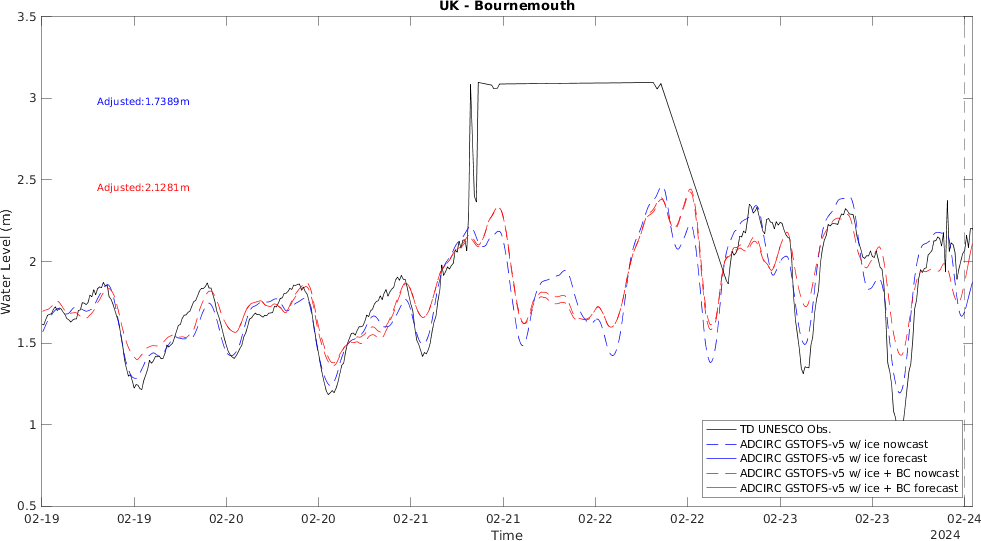 UK - Bournemouth
3.5
3
2.5
2
1.5
1
0.5
Water Level (m)
Adjusted:1.7389m
Adjusted:2.1281m
TD UNESCO Obs.
ADCIRC GSTOFS-v5 w/ ice nowcast
ADCIRC GSTOFS-v5 w/ ice forecast
ADCIRC GSTOFS-v5 w/ ice + BC nowcast
ADCIRC GSTOFS-v5 w/ ice + BC forecast
02-19 02-19 02-20 02-20 02-21 02-21 02-22 02-22 02-23 02-23 02-24
Time
2024